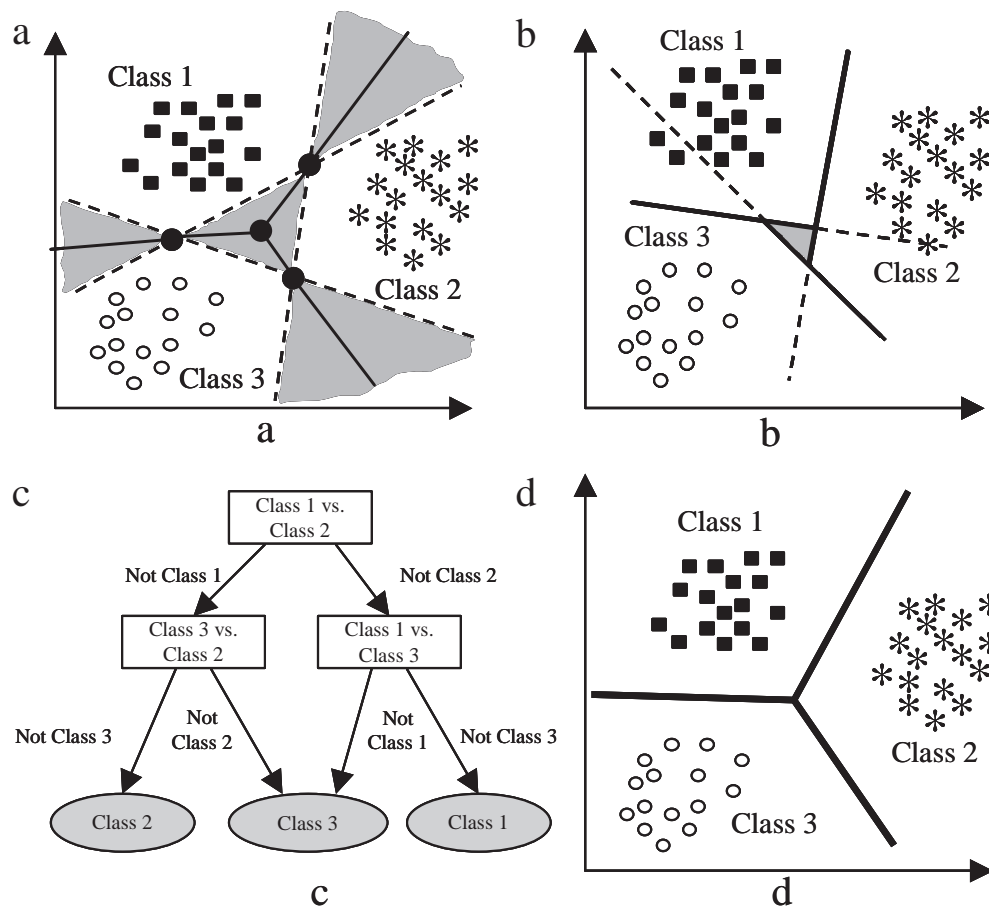 a
Class 1
Class 2
Class 3
a
b
Class 1
Class 3
Class 2
b
c
Class 1 vs.
Class 2
Not Class 1
Not Class 2
Class 3 vs.
Class 2
Class 1 vs.
Class 3
Not Class 3
Not
Class 2
Not
Class 1
Not Class 3
Class 2
Class 3
Class 1
c
d
Class 1
Class 2
Class 3
d